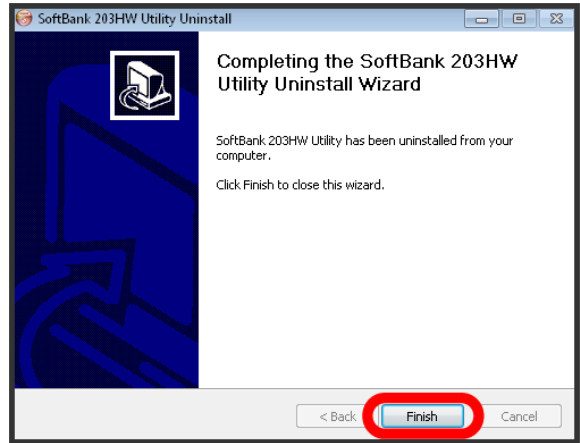 SoftBank 203HW Utility Uninstall
Completing the SoftBank 203HW
Utility Uninstall Wizard
SoftBank 203HW Utility has been uninstalled from your
computer.
Click Finish to close this wizard.
< Back Finish Cancel